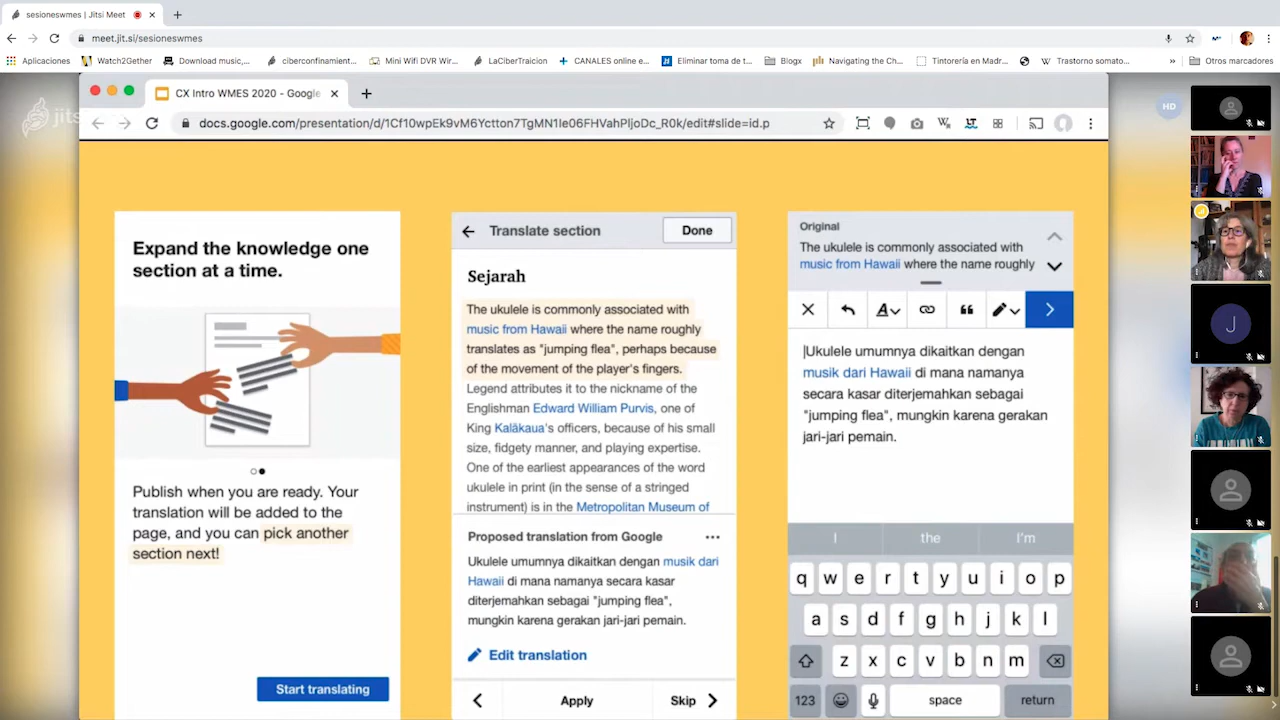 sesioneswmes | Jitsi Meet
meet.jit.si/sesioneswmes
Aplicaciones
Watch2Gether
Download music,...
ciberconfinamient...
Mini Wifi DVR Wir...
LaCiberTraicion
CANALES online e...
Eliminar toma de t...
Blogx
Navigating the Ch...
Tintorería en Madr...
Trastorno somato...
»
Otros marcadores
jits
HD
CX Intro WMES 2020 - Google
docs.google.com/presentation/d/1Cf10wpEk9vM6Yctton7TgMN1Ie06FHVahPljoDc_R0k/edit#slide=id.p
Expand the knowledge one
section at a time.
Publish when you are ready. Your
translation will be added to the
page, and you can pick another
section next!
Start translating
Translate section
Done
Sejarah
The ukulele is commonly associated with
music from Hawaii where the name roughly
translates as "jumping flea", perhaps because
of the movement of the player's fingers.
Legend attributes it to the nickname of the
Englishman Edward William Purvis, one of
King Kalākaua's officers, because of his small
size, fidgety manner, and playing expertise.
One of the earliest appearances of the word
ukulele in print (in the sense of a stringed
instrument) is in the Metropolitan Museum of
Proposed translation from Google
Ukulele umumnya dikaitkan dengan musik dari
Hawaii di mana namanya secara kasar
diterjemahkan sebagai "jumping flea",
mungkin karena gerakan jari-jari pemain.
Edit translation
Apply
Skip
Original
The ukulele is commonly associated with
music from Hawaii where the name roughly
A
Ukulele umumnya dikaitkan dengan
musik dari Hawaii di mana namanya
secara kasar diterjemahkan sebagai
"jumping flea", mungkin karena gerakan
jari-jari pemain.
I the I'm
q w e r t y u i o p
a s d f g h j k l
z x c v b n m
123 space return
J